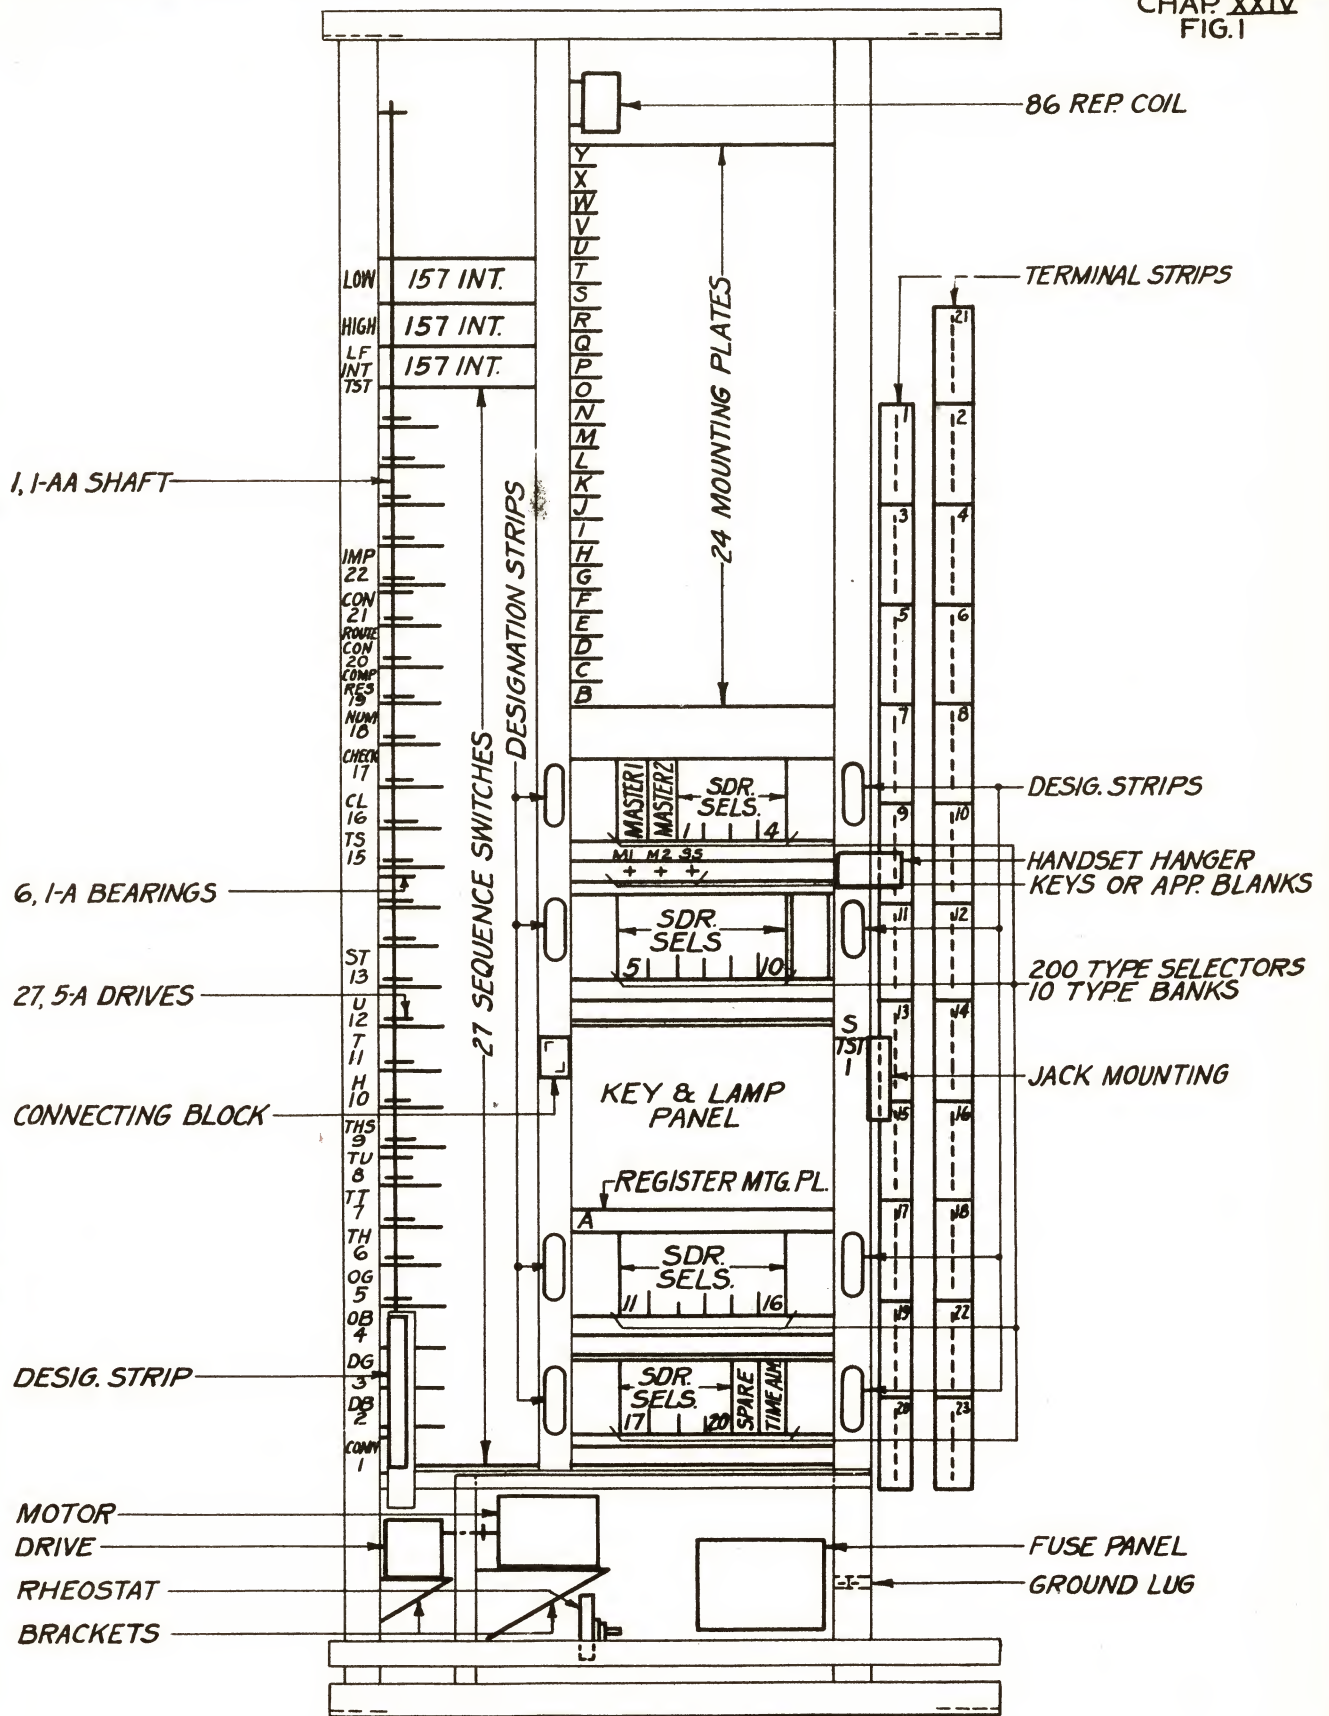 CHAP. XXIV
FIG. 1
86 REP. COIL
Y
X
W
V
U
T
S
R
Q
P
O
N
M
L
K
J
I
H
G
F
E
D
C
B
24 MOUNTING PLATES
LOW
157 INT.
HIGH
157 INT.
LF
INT
TST
157 INT.
TERMINAL STRIPS
1, 1-AA SHAFT
DESIGNATION STRIPS
27 SEQUENCE SWITCHES
IMP
22
CON
21
ROUTE
CON
20
COMP
RES
19
NUM
18
CHECK
17
CL
16
TS
15
6, 1-A BEARINGS
ST
13
27, 5-A DRIVES
U
12
T
11
H
10
CONNECTING BLOCK
THS
9
TU
8
TT
7
TH
6
OG
5
OB
4
DG
3
DB
2
CONN
1
DESIG. STRIP
MASTER 1
MASTER 2
SDR.
SELS.
1 4
M1 M2 SS
SDR.
SELS
5 10
S
TST
1
KEY & LAMP
PANEL
REGISTER MTG. PL.
A
SDR.
SELS.
11 16
SDR.
SELS.
17 20
SPARE
TIME ALM
21
1
2
3
4
5
6
7
8
9
10
11
12
13
14
15
16
17
18
19
22
20
23
DESIG. STRIPS
HANDSET HANGER
KEYS OR APP. BLANKS
200 TYPE SELECTORS
10 TYPE BANKS
JACK MOUNTING
MOTOR
DRIVE
RHEOSTAT
BRACKETS
FUSE PANEL
GROUND LUG